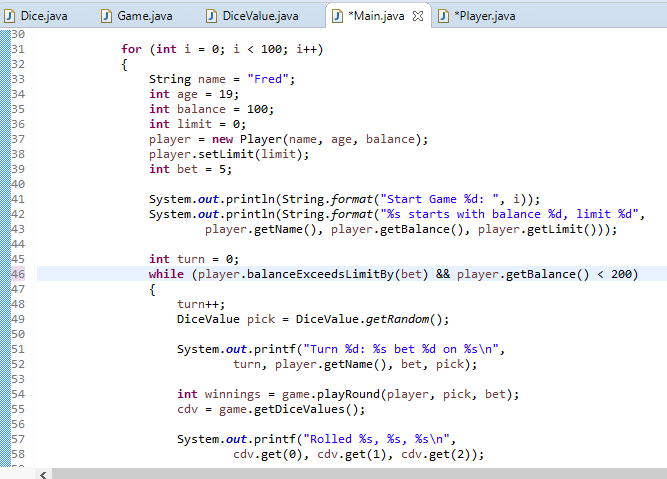 Dice.java Game.java DiceValue.java *Main.java *Player.java
30
31 for (int i = 0; i < 100; i++)
32 {
33 String name = "Fred";
34 int age = 19;
35 int balance = 100;
36 int limit = 0;
37 player = new Player(name, age, balance);
38 player.setLimit(limit);
39 int bet = 5;
40
41 System.out.println(String.format("Start Game %d: ", i));
42 System.out.println(String.format("%s starts with balance %d, limit %d",
43 player.getName(), player.getBalance(), player.getLimit()));
44
45 int turn = 0;
46 while (player.balanceExceedsLimitBy(bet) && player.getBalance() < 200)
47 {
48 turn++;
49 DiceValue pick = DiceValue.getRandom();
50
51 System.out.printf("Turn %d: %s bet %d on %s\n",
52 turn, player.getName(), bet, pick);
53
54 int winnings = game.playRound(player, pick, bet);
55 cdv = game.getDiceValues();
56
57 System.out.printf("Rolled %s, %s, %s\n",
58 cdv.get(0), cdv.get(1), cdv.get(2));